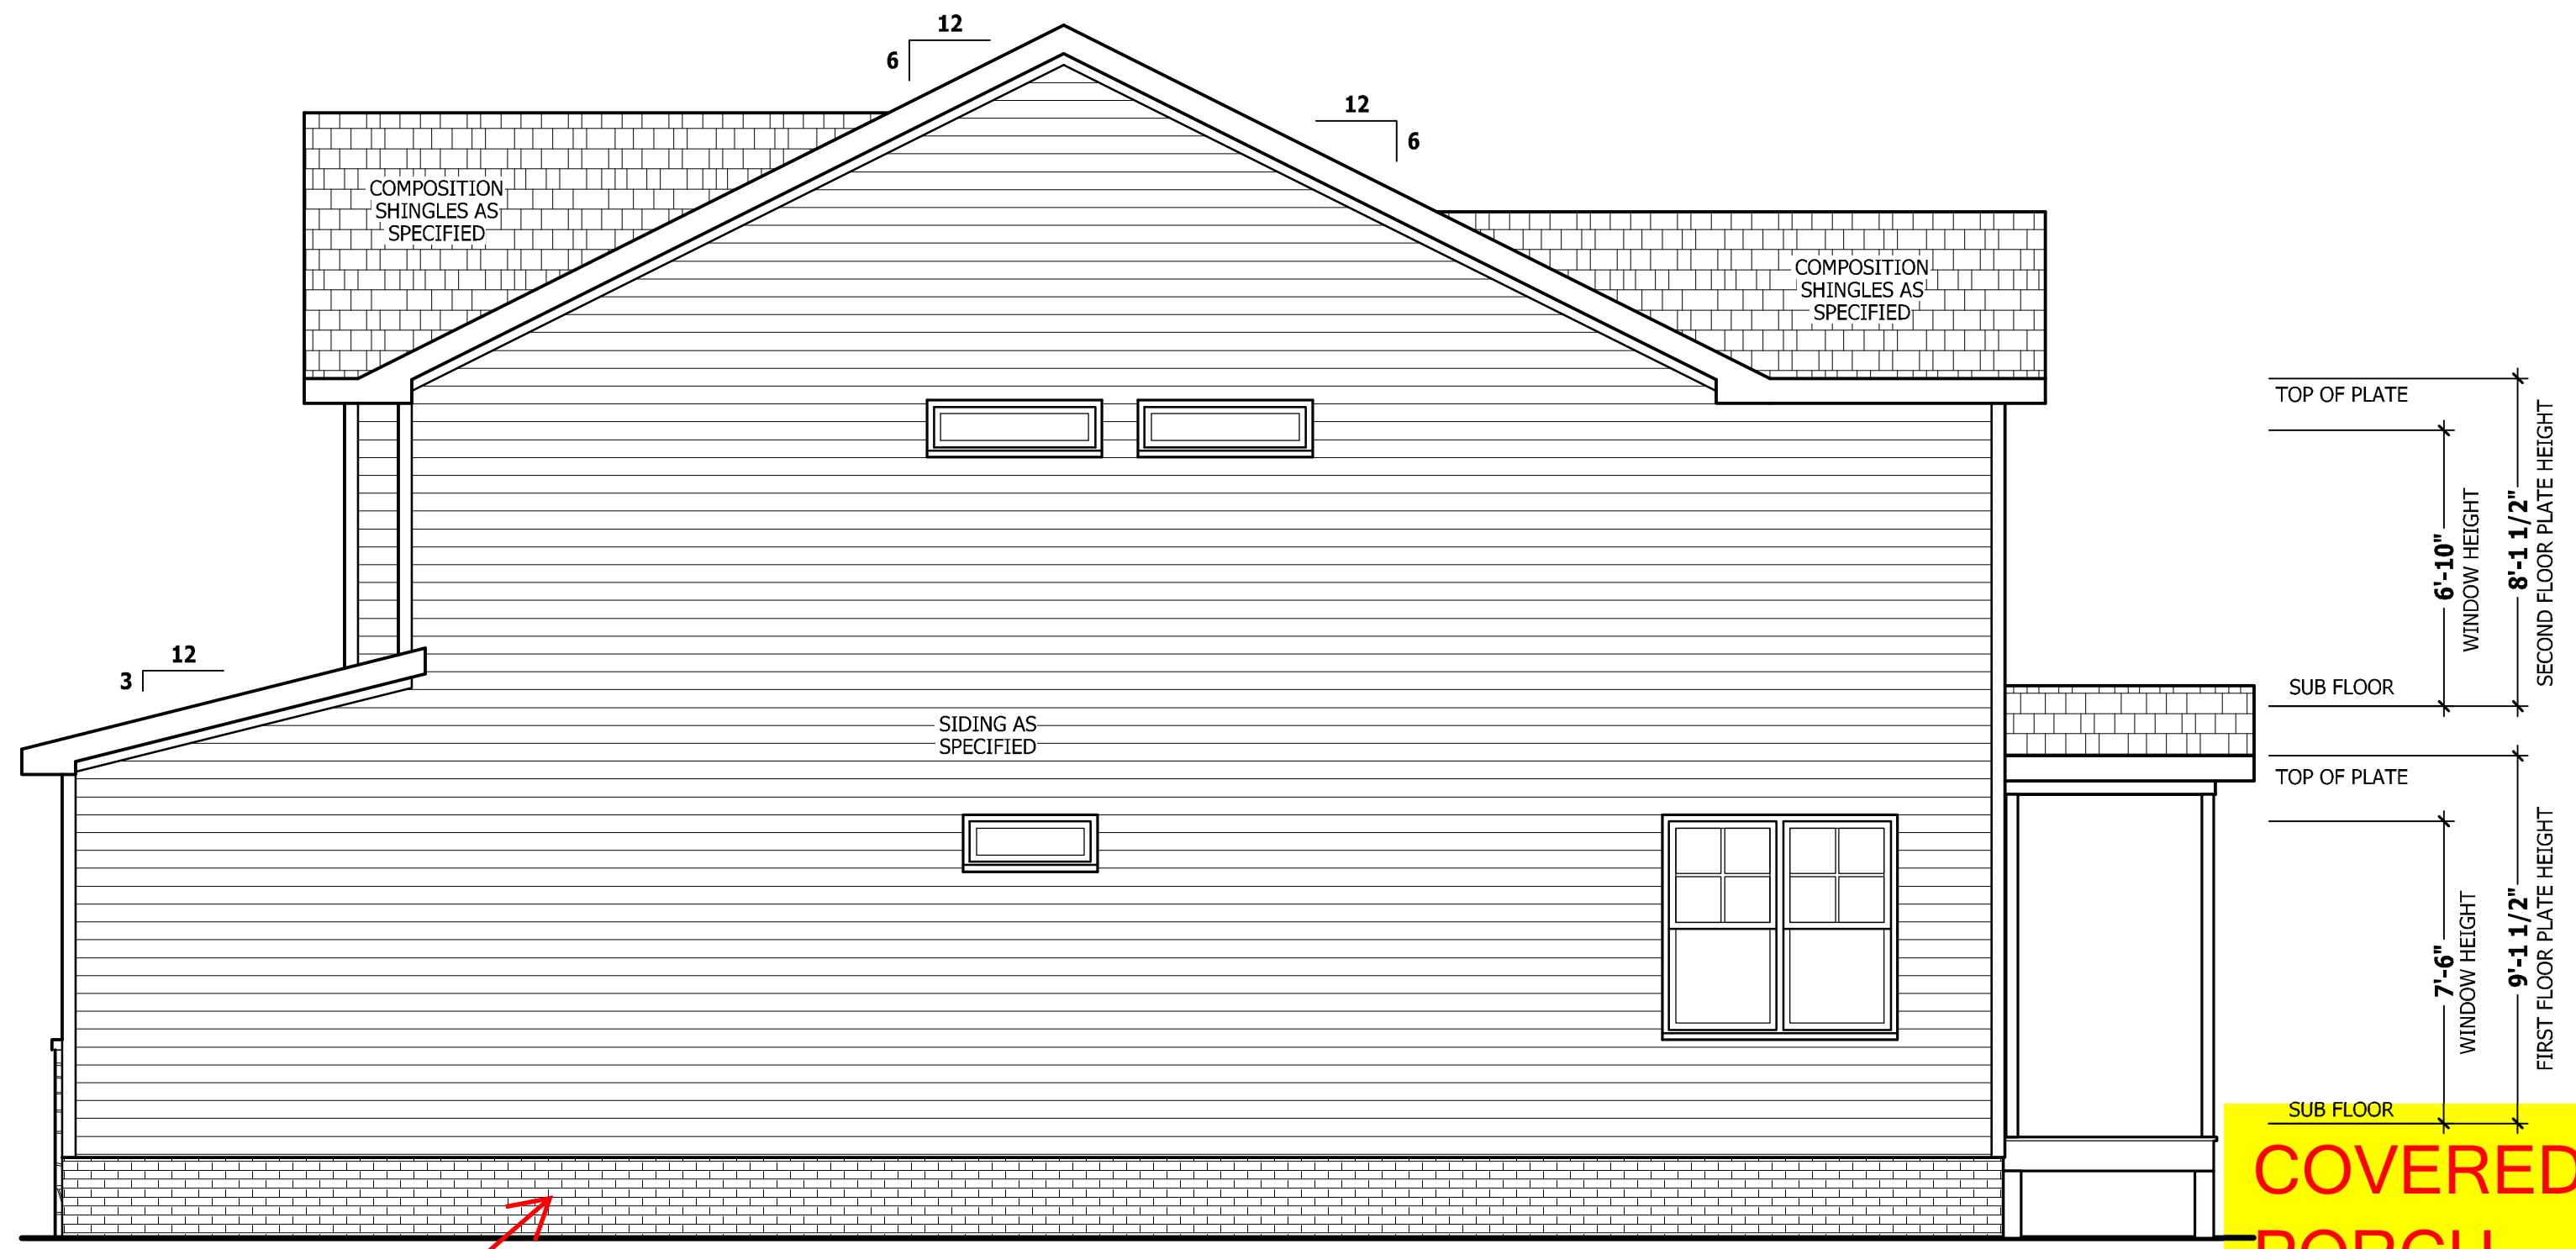 12
6
12
6
COMPOSITION
SHINGLES AS
SPECIFIED
COMPOSITION
SHINGLES AS
SPECIFIED
TOP OF PLATE
6'-10"
WINDOW HEIGHT
8'-1 1/2"
SECOND FLOOR PLATE HEIGHT
12
3
SUB FLOOR
SIDING AS
SPECIFIED
TOP OF PLATE
7'-6"
WINDOW HEIGHT
9'-1 1/2"
FIRST FLOOR PLATE HEIGHT
SUB FLOOR
COVERED
PORCH